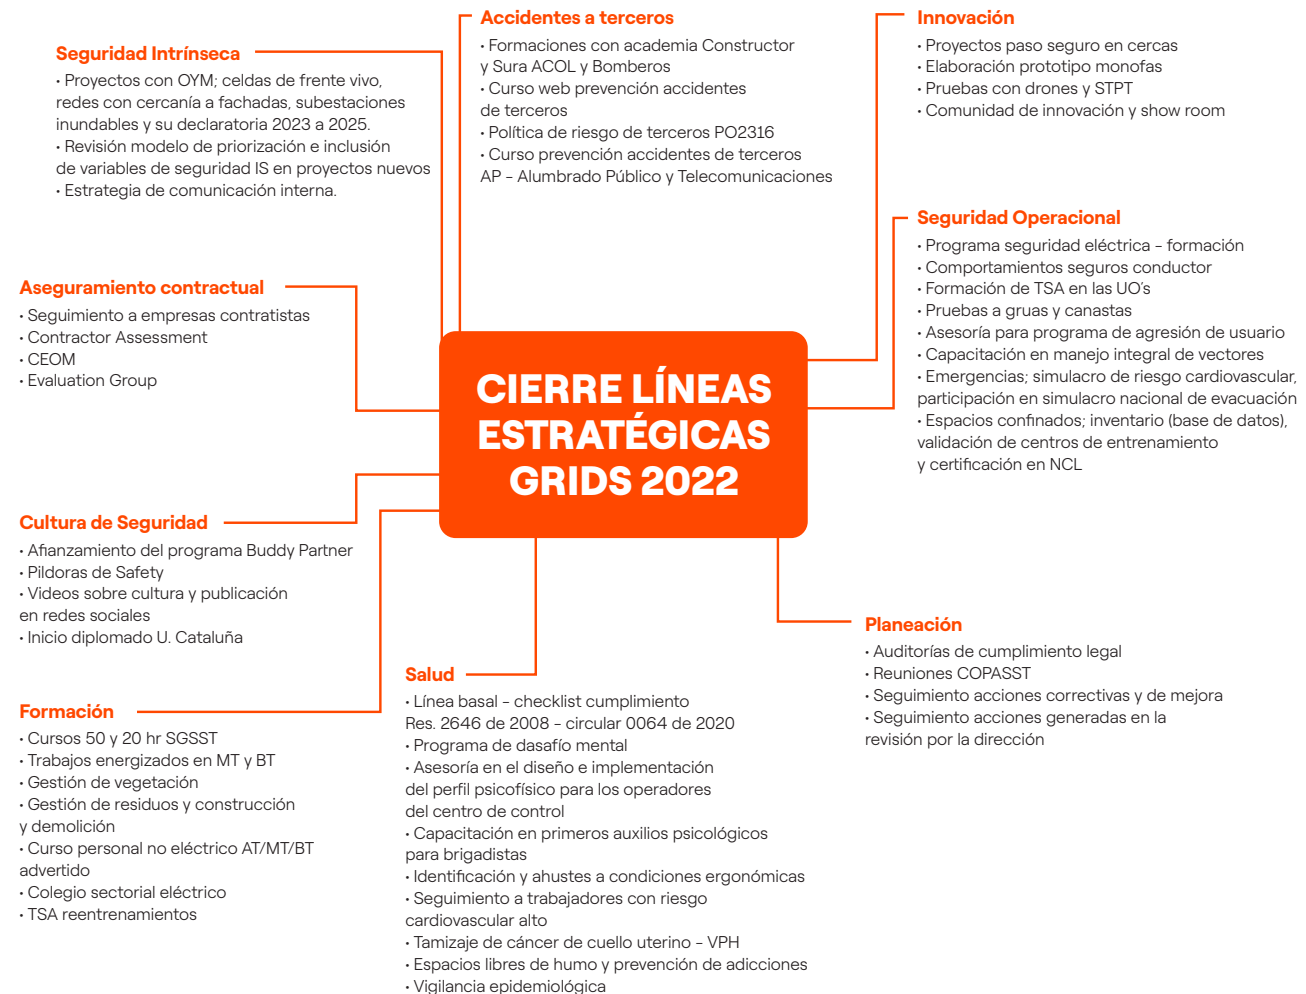 Seguridad Intrínseca
• Proyectos con OYM; celdas de frente vivo,
redes con cercanía a fachadas, subestaciones
inundables y su declaratoria 2023 a 2025.
• Revisión modelo de priorización e inclusión
de variables de seguridad IS en proyectos nuevos
• Estrategia de comunicación interna.
Accidentes a terceros
• Formaciones con academia Constructor
y Sura ACOL y Bomberos
• Curso web prevención accidentes
de terceros
• Política de riesgo de terceros PO2316
• Curso prevención accidentes de terceros
AP - Alumbrado Público y Telecomunicaciones
Innovación
• Proyectos paso seguro en cercas
• Elaboración prototipo monofas
• Pruebas con drones y STPT
• Comunidad de innovación y show room
Seguridad Operacional
• Programa seguridad eléctrica - formación
• Comportamientos seguros conductor
• Formación de TSA en las UO´s
• Pruebas a gruas y canastas
• Asesoría para programa de agresión de usuario
• Capacitación en manejo integral de vectores
• Emergencias; simulacro de riesgo cardiovascular,
participación en simulacro nacional de evacuación
• Espacios confinados; inventario (base de datos),
validación de centros de entrenamiento
y certificación en NCL
Aseguramiento contractual
• Seguimiento a empresas contratistas
• Contractor Assessment
• CEOM
• Evaluation Group
CIERRE LÍNEAS
ESTRATÉGICAS
GRIDS 2022
Cultura de Seguridad
• Afianzamiento del programa Buddy Partner
• Pildoras de Safety
• Videos sobre cultura y publicación
en redes sociales
• Inicio diplomado U. Cataluña
Formación
• Cursos 50 y 20 hr SGSST
• Trabajos energizados en MT y BT
• Gestión de vegetación
• Gestión de residuos y construcción
y demolición
• Curso personal no eléctrico AT/MT/BT
advertido
• Colegio sectorial eléctrico
• TSA reentrenamientos
Salud
• Línea basal - checklist cumplimiento
Res. 2646 de 2008 - circular 0064 de 2020
• Programa de dasafío mental
• Asesoría en el diseño e implementación
del perfil psicofísico para los operadores
del centro de control
• Capacitación en primeros auxilios psicológicos
para brigadistas
• Identificación y ahustes a condiciones ergonómicas
• Seguimiento a trabajadores con riesgo
cardiovascular alto
• Tamizaje de cáncer de cuello uterino - VPH
• Espacios libres de humo y prevención de adicciones
• Vigilancia epidemiológica
Planeación
• Auditorías de cumplimiento legal
• Reuniones COPASST
• Seguimiento acciones correctivas y de mejora
• Seguimiento acciones generadas en la
revisión por la dirección